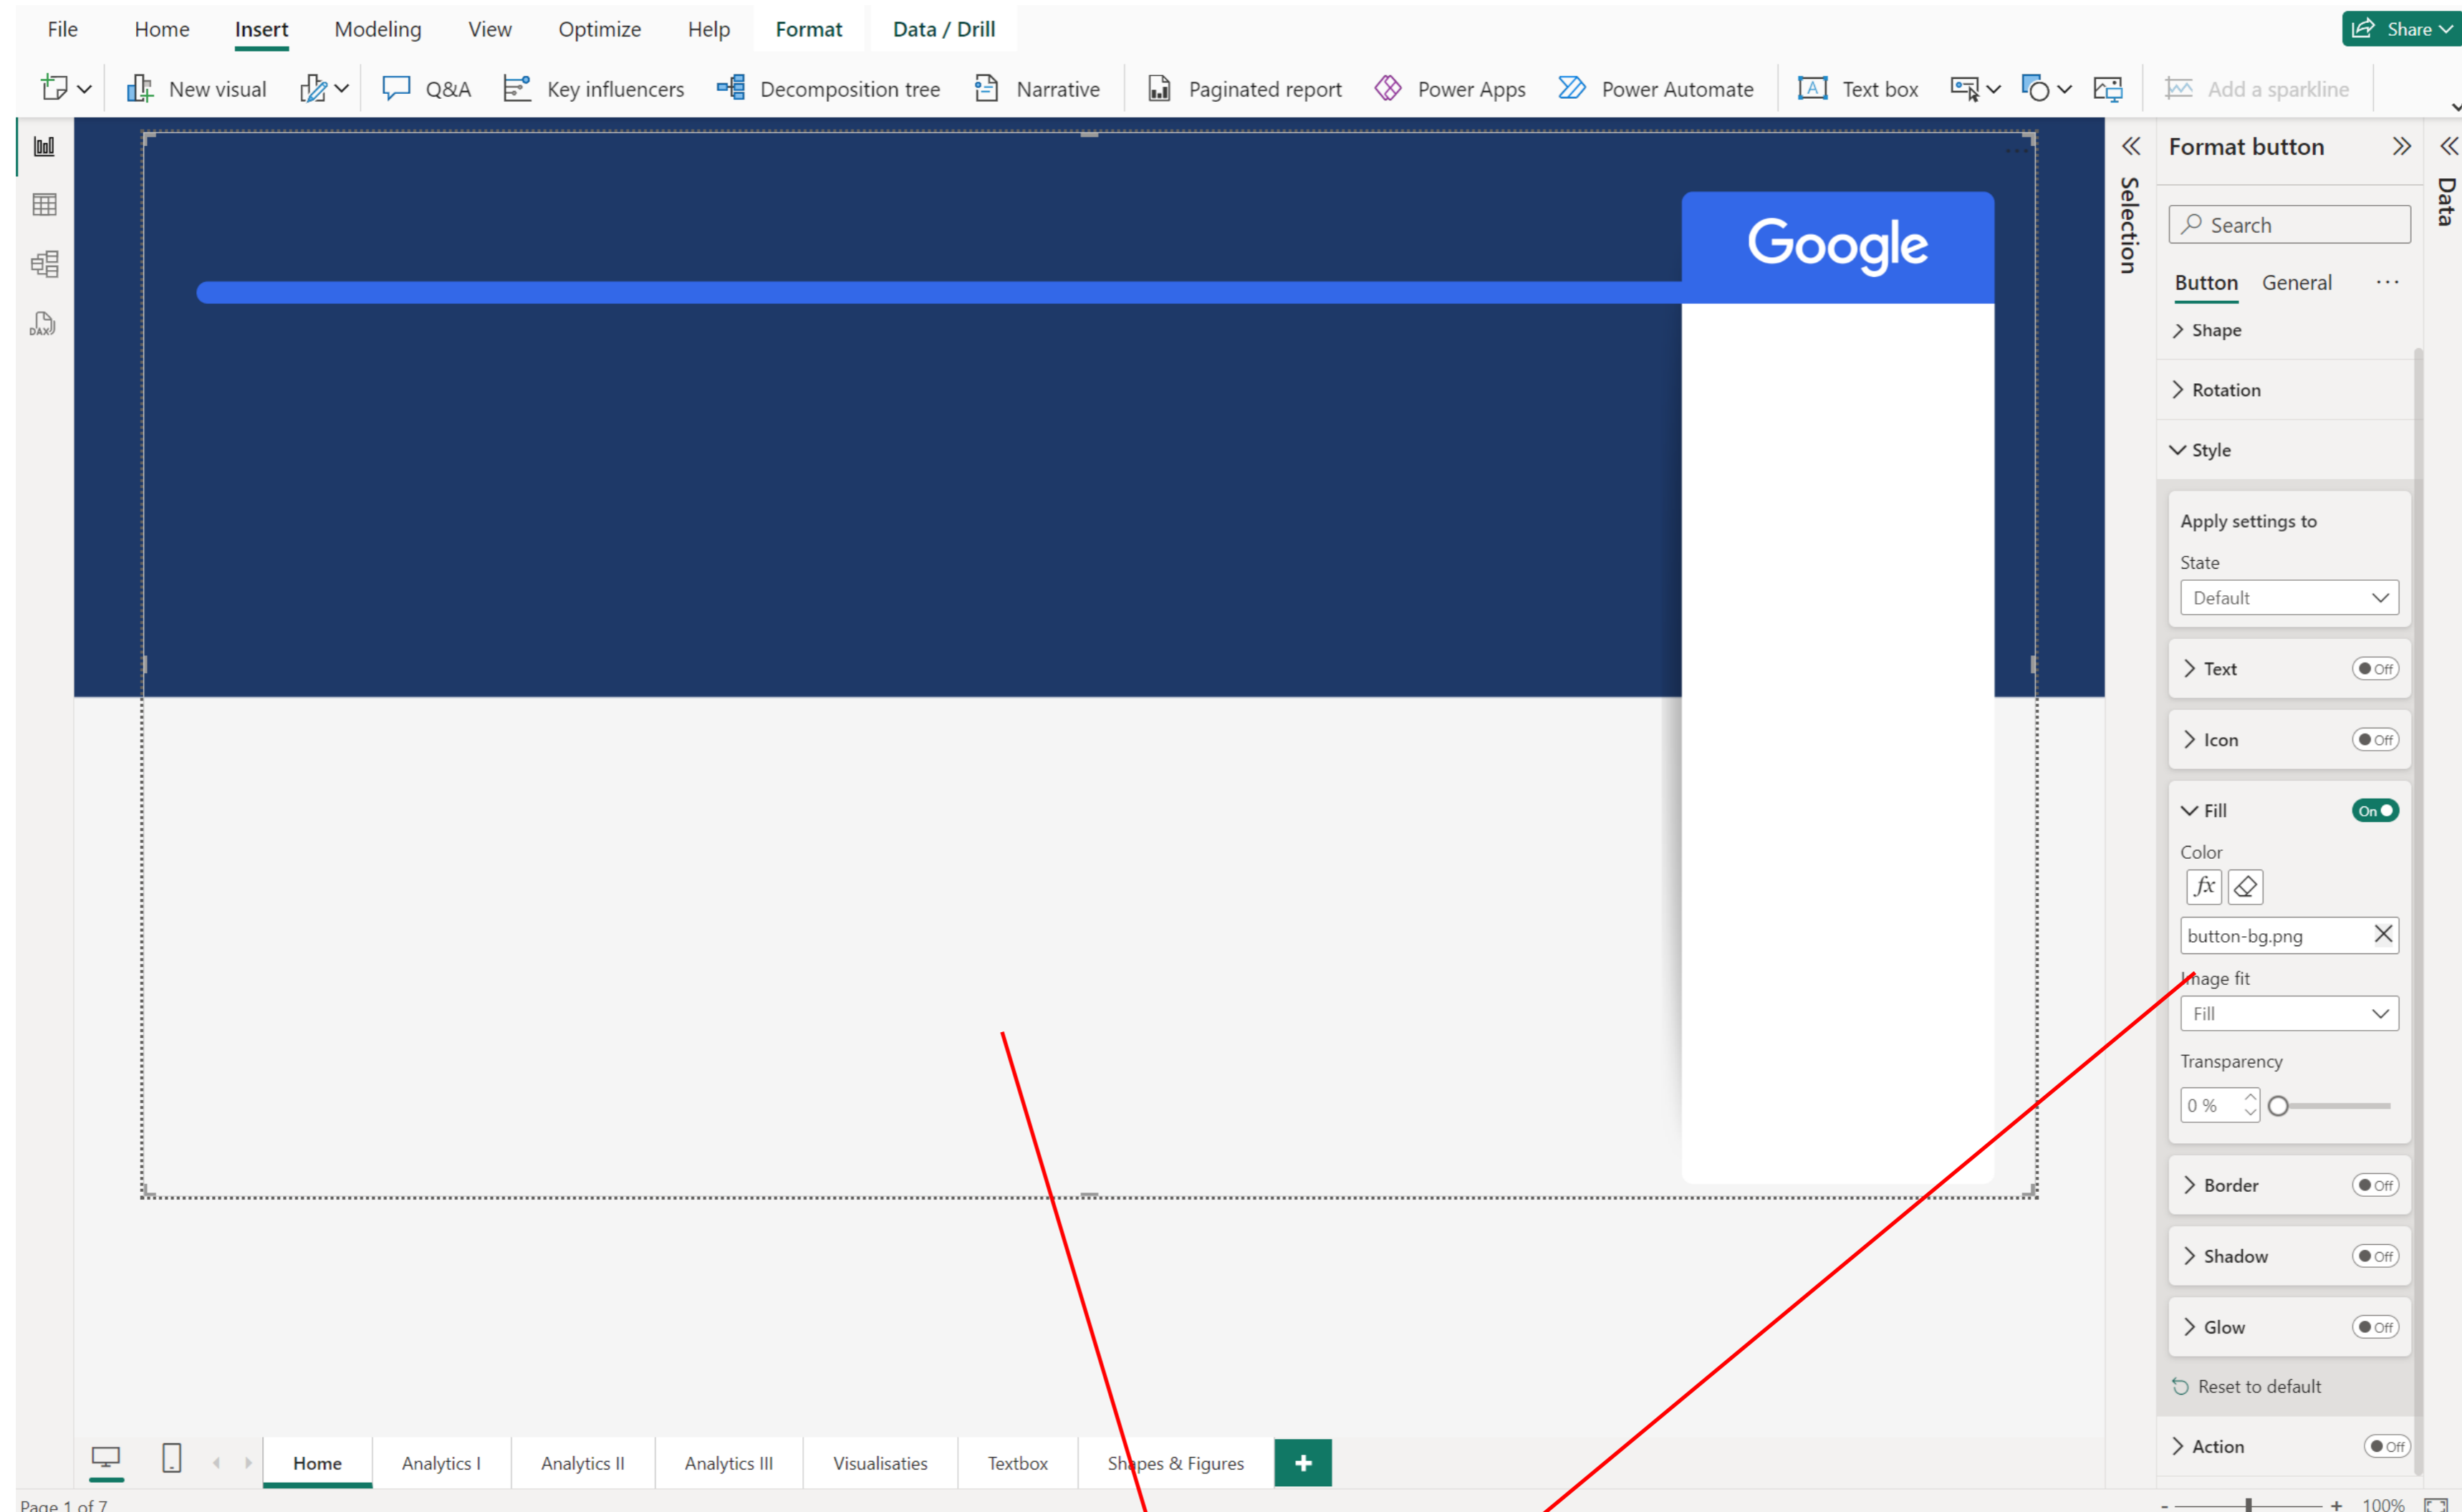 File Home Insert Modeling View Optimize Help Format Data / Drill Share
New visual Q&A Key influencers Decomposition tree Narrative Paginated report Power Apps Power Automate Text box Add a sparkline
DAX
Google
Selection
Format button
Data
Search
Button General
Shape
Rotation
Style
Apply settings to
State
Default
Text Off
Icon Off
Fill On
Color
fx
button-bg.png
Image fit
Fill
Transparency
0 %
Border Off
Shadow Off
Glow Off
Reset to default
Action Off
Home Analytics I Analytics II Analytics III Visualisaties Textbox Shapes & Figures +
Page 1 of 7
- + 100%